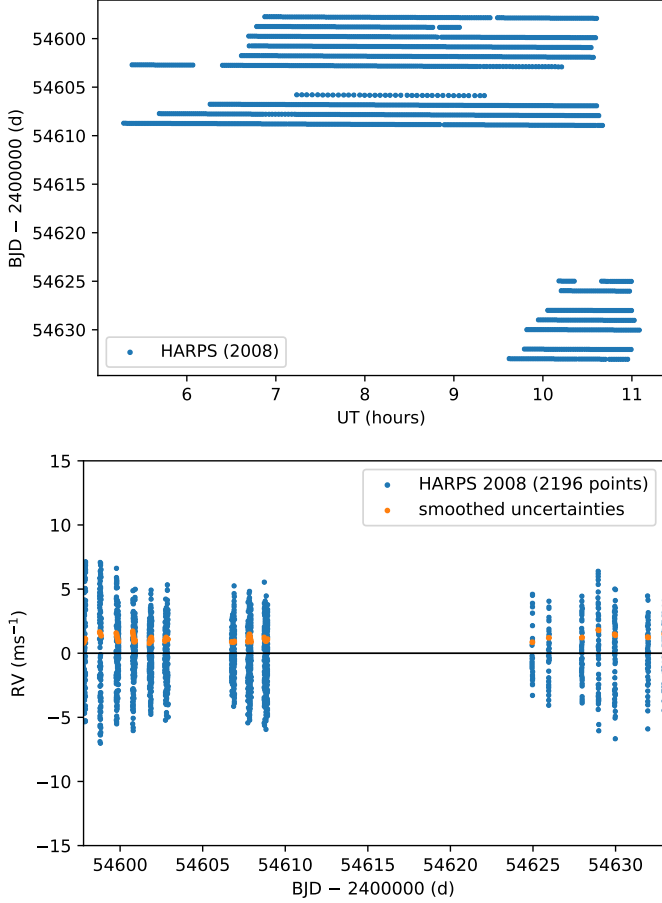 54600
54605
54610
54615
54620
54625
54630
BJD − 2400000 (d)
HARPS (2008)
6 7 8 9 10 11
UT (hours)
15
10
5
0
−5
−10
−15
RV (ms⁻¹)
HARPS 2008 (2196 points)
smoothed uncertainties
54600 54605 54610 54615 54620 54625 54630
BJD − 2400000 (d)